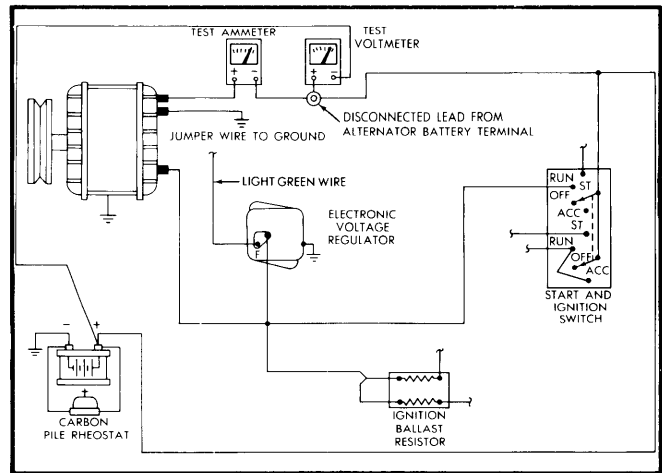 TEST AMMETER
TEST
VOLTMETER
+ -
+ -
DISCONNECTED LEAD FROM
ALTERNATOR BATTERY TERMINAL
JUMPER WIRE TO GROUND
LIGHT GREEN WIRE
ELECTRONIC
VOLTAGE
REGULATOR
F
RUN
ST
OFF
ACC
ST
RUN
OFF
ACC
START AND
IGNITION
SWITCH
- +
+
CARBON
PILE RHEOSTAT
IGNITION
BALLAST
RESISTOR